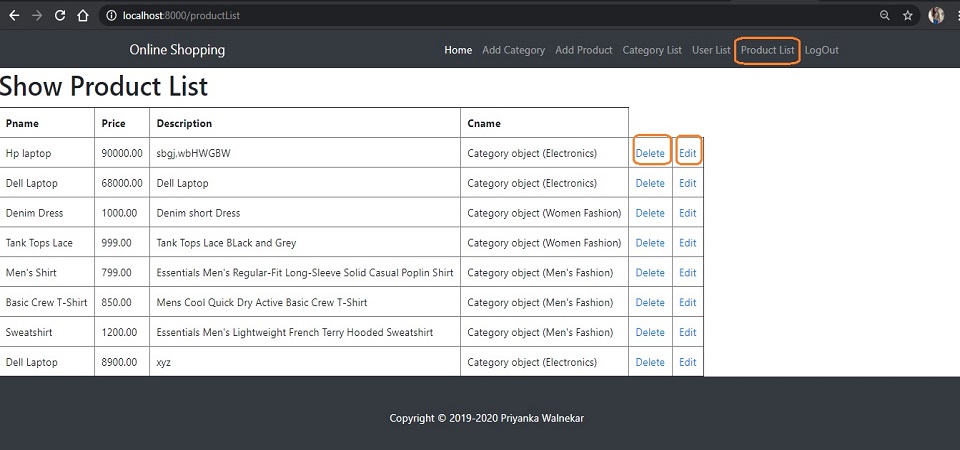 localhost:8000/productList
Online Shopping Home Add Category Add Product Category List User List Product List LogOut
Show Product List
Pname Price Description Cname
Hp laptop 90000.00 sbgj,wbHWGBW Category object (Electronics) Delete Edit
Dell Laptop 68000.00 Dell Laptop Category object (Electronics) Delete Edit
Denim Dress 1000.00 Denim short Dress Category object (Women Fashion) Delete Edit
Tank Tops Lace 999.00 Tank Tops Lace BLack and Grey Category object (Women Fashion) Delete Edit
Men's Shirt 799.00 Essentials Men's Regular-Fit Long-Sleeve Solid Casual Poplin Shirt Category object (Men's Fashion) Delete Edit
Basic Crew T-Shirt 850.00 Mens Cool Quick Dry Active Basic Crew T-Shirt Category object (Men's Fashion) Delete Edit
Sweatshirt 1200.00 Essentials Men's Lightweight French Terry Hooded Sweatshirt Category object (Men's Fashion) Delete Edit
Dell Laptop 8900.00 xyz Category object (Electronics) Delete Edit
Copyright © 2019-2020 Priyanka Walnekar